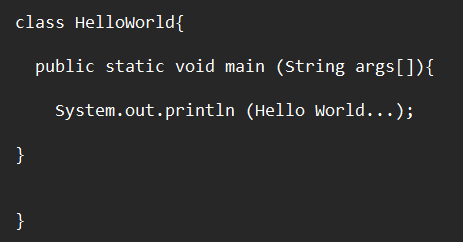 class HelloWorld{
public static void main (String args[]){
System.out.println (Hello World...);
}
}